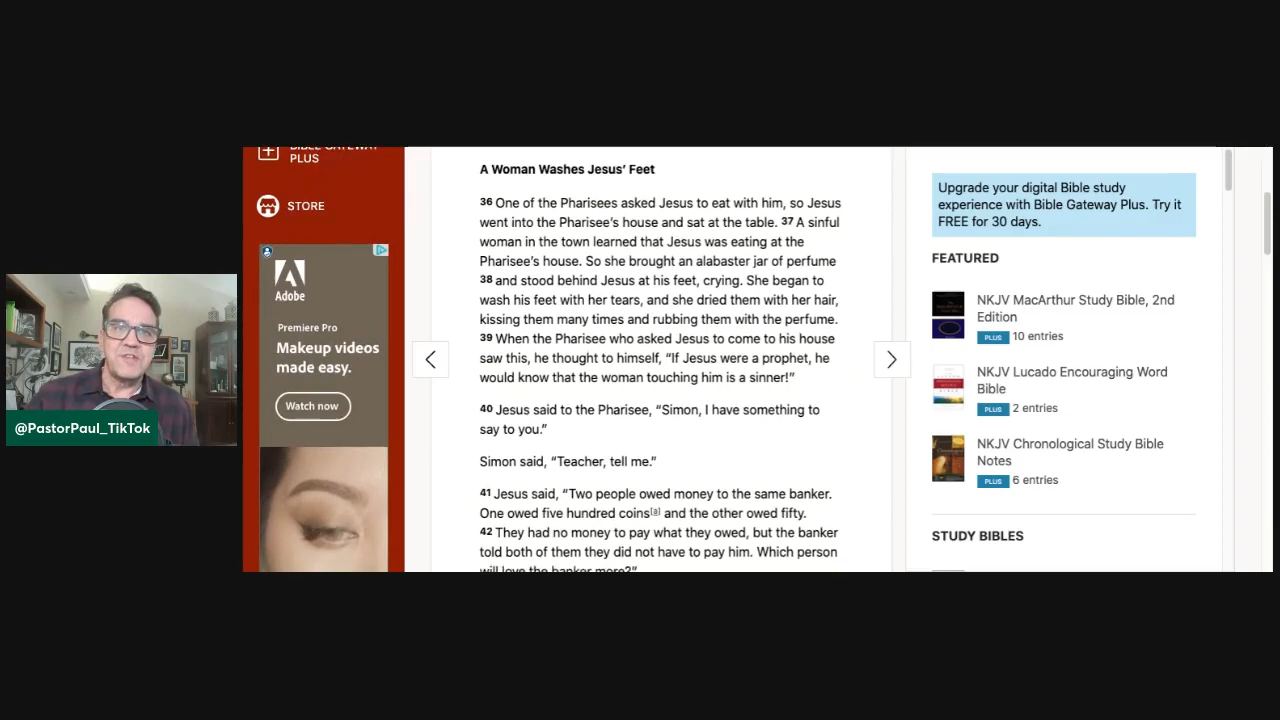 BIBLE GATEWAY
PLUS
STORE
Adobe
Premiere Pro
Makeup videos
made easy.
Watch now
@PastorPaul_TikTok
A Woman Washes Jesus’ Feet
36 One of the Pharisees asked Jesus to eat with him, so Jesus
went into the Pharisee’s house and sat at the table. 37 A sinful
woman in the town learned that Jesus was eating at the
Pharisee’s house. So she brought an alabaster jar of perfume
38 and stood behind Jesus at his feet, crying. She began to
wash his feet with her tears, and she dried them with her hair,
kissing them many times and rubbing them with the perfume.
39 When the Pharisee who asked Jesus to come to his house
saw this, he thought to himself, “If Jesus were a prophet, he
would know that the woman touching him is a sinner!”
40 Jesus said to the Pharisee, “Simon, I have something to
say to you.”
Simon said, “Teacher, tell me.”
41 Jesus said, “Two people owed money to the same banker.
One owed five hundred coins[a] and the other owed fifty.
42 They had no money to pay what they owed, but the banker
told both of them they did not have to pay him. Which person
will love the banker more?”
Upgrade your digital Bible study
experience with Bible Gateway Plus. Try it
FREE for 30 days.
FEATURED
NKJV MacArthur Study Bible, 2nd
Edition
PLUS 10 entries
NKJV Lucado Encouraging Word
Bible
PLUS 2 entries
NKJV Chronological Study Bible
Notes
PLUS 6 entries
STUDY BIBLES